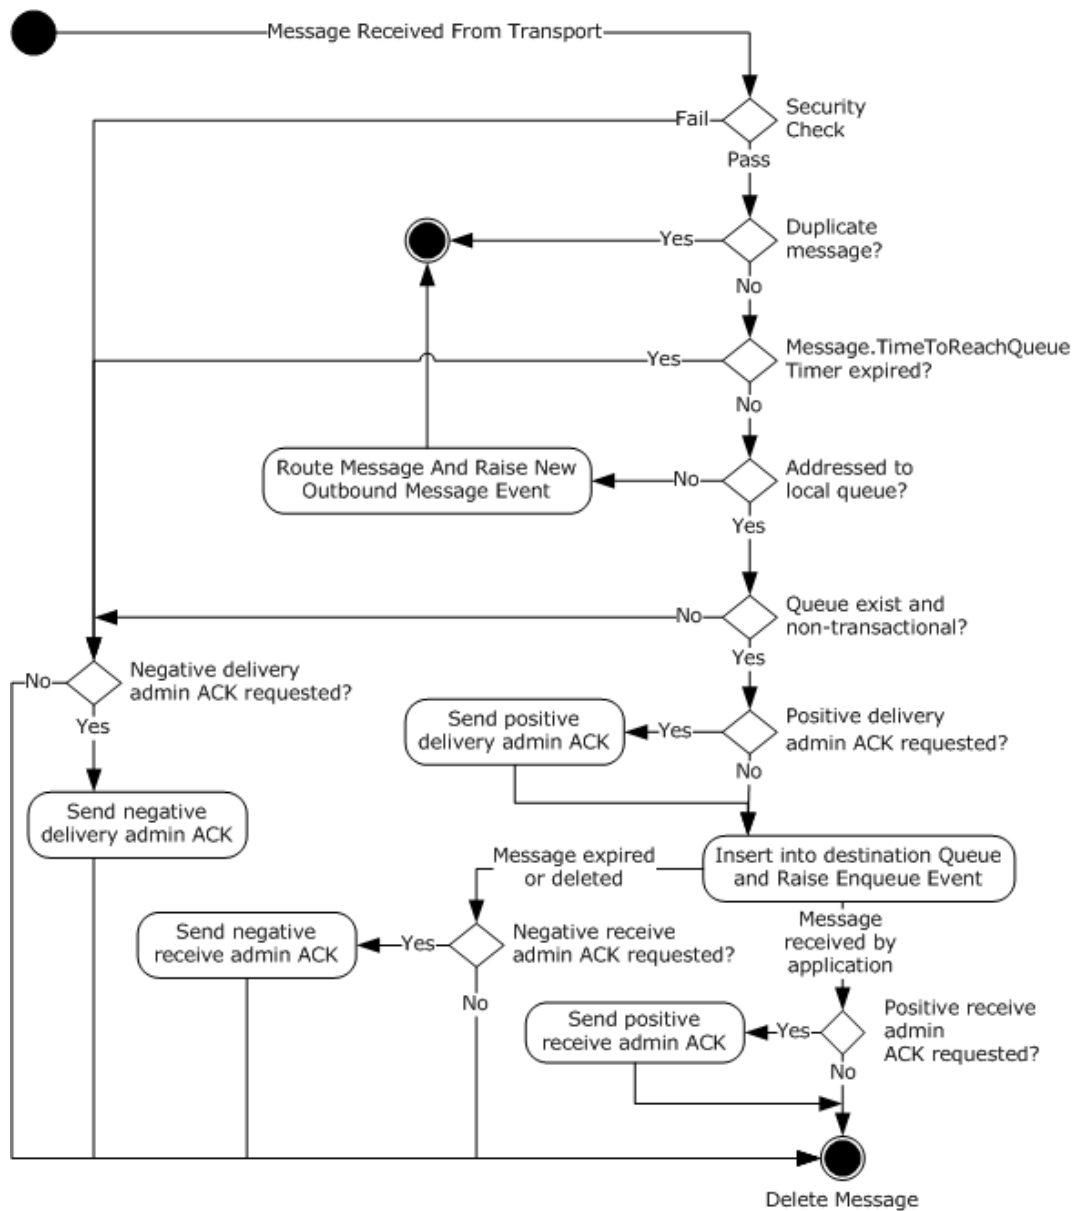 Message Received From Transport
Fail
Security
Check
Pass
Yes
Duplicate
message?
No
Yes
Message.TimeToReachQueue
Timer expired?
No
Route Message And Raise New
Outbound Message Event
No
Addressed to
local queue?
Yes
No
Queue exist and
non-transactional?
Yes
No
Negative delivery
admin ACK requested?
Yes
Send positive
delivery admin ACK
Yes
Positive delivery
admin ACK requested?
No
Send negative
delivery admin ACK
Message expired
or deleted
Insert into destination Queue
and Raise Enqueue Event
Send negative
receive admin ACK
Yes
Negative receive
admin ACK requested?
No
Message
received by
application
Send positive
receive admin ACK
Yes
Positive receive
admin
ACK requested?
No
Delete Message